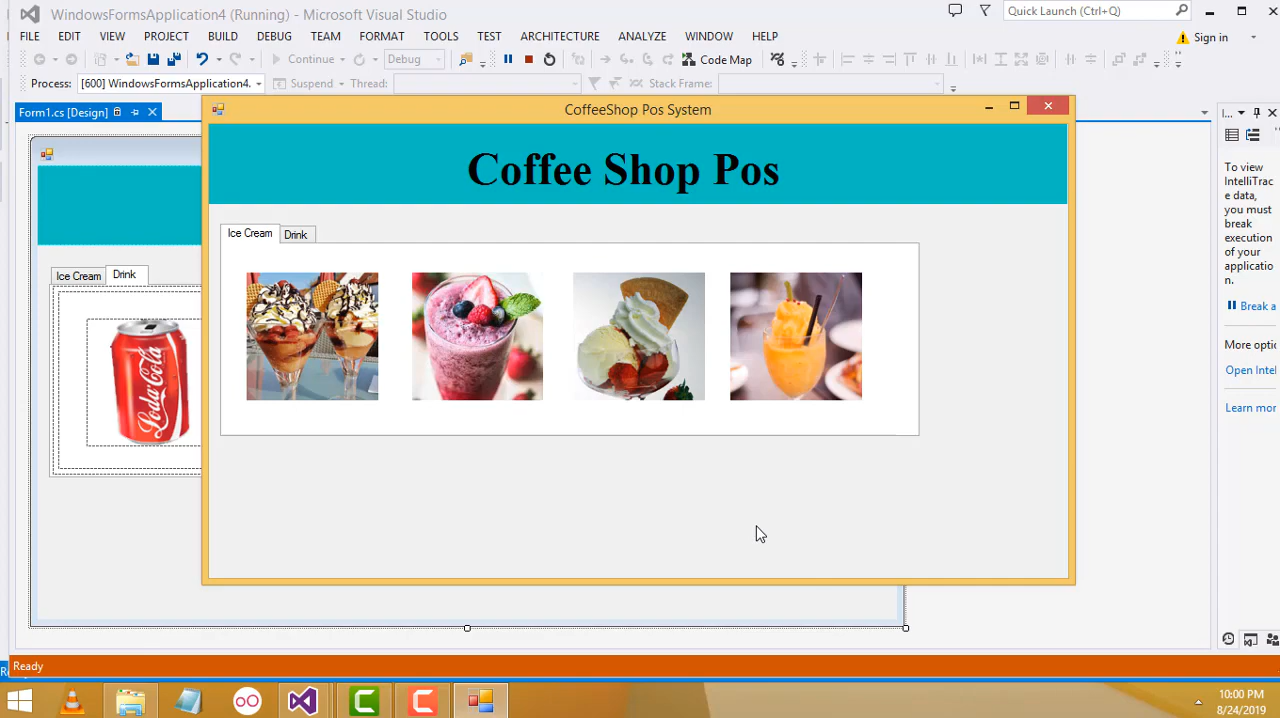 WindowsFormsApplication4 (Running) - Microsoft Visual Studio
Quick Launch (Ctrl+Q)
FILE EDIT VIEW PROJECT BUILD DEBUG TEAM FORMAT TOOLS TEST ARCHITECTURE ANALYZE WINDOW HELP
Sign in
Continue Debug Code Map
Process: [600] WindowsFormsApplication4. Suspend Thread: Stack Frame:
Form1.cs [Design]
I...
CoffeeShop Pos System
Coffee Shop Pos
Ice Cream Drink
Ice Cream Drink
To view
IntelliTrac
e data,
you must
break
execution
of your
applicatio
n.
Break a
More optio
Open Intel
Learn mor
Ready
10:00 PM
8/24/2019